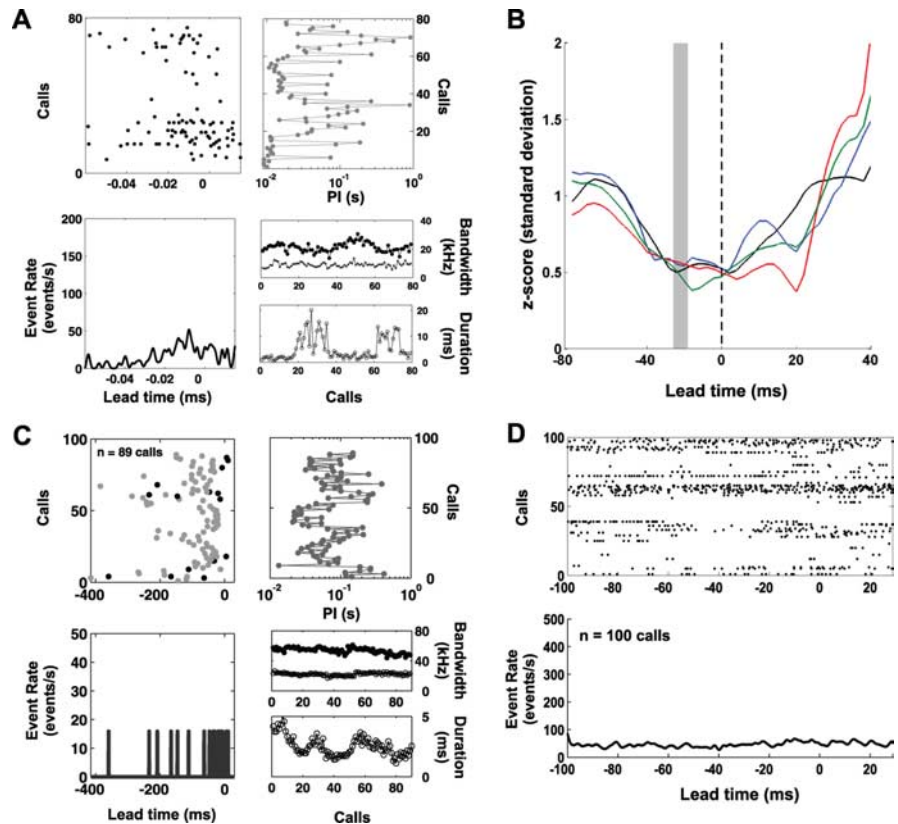 A
80
Calls
0
-0.04 -0.02 0
80
60
40
20
Calls
10⁻² 10⁻¹ 10⁰
PI (s)
200
150
100
50
0
Event Rate
(events/s)
-0.04 -0.02 0
Lead time (ms)
40
20
0
Bandwidth
(kHz)
0 20 40 60 80
20
10
0
Duration
(ms)
0 20 40 60 80
Calls
B
2
1.5
1
0.5
0
z-score (standard deviation)
-80 -40 0 20 40
Lead time (ms)
C
n = 89 calls
100
50
0
Calls
-400 -200 0
100
50
0
Calls
10⁻² 10⁻¹ 10⁰
PI (s)
50
40
30
20
10
0
Event Rate
(events/s)
-400 -200 0
Lead time (ms)
80
40
0
Bandwidth
(kHz)
0 20 40 60 80
5
0
Duration
(ms)
0 20 40 60 80
Calls
D
100
50
0
Calls
-100 -80 -60 -40 -20 0 20
n = 100 calls
500
400
300
200
100
0
Event Rate
(events/s)
-100 -80 -60 -40 -20 0 20
Lead time (ms)